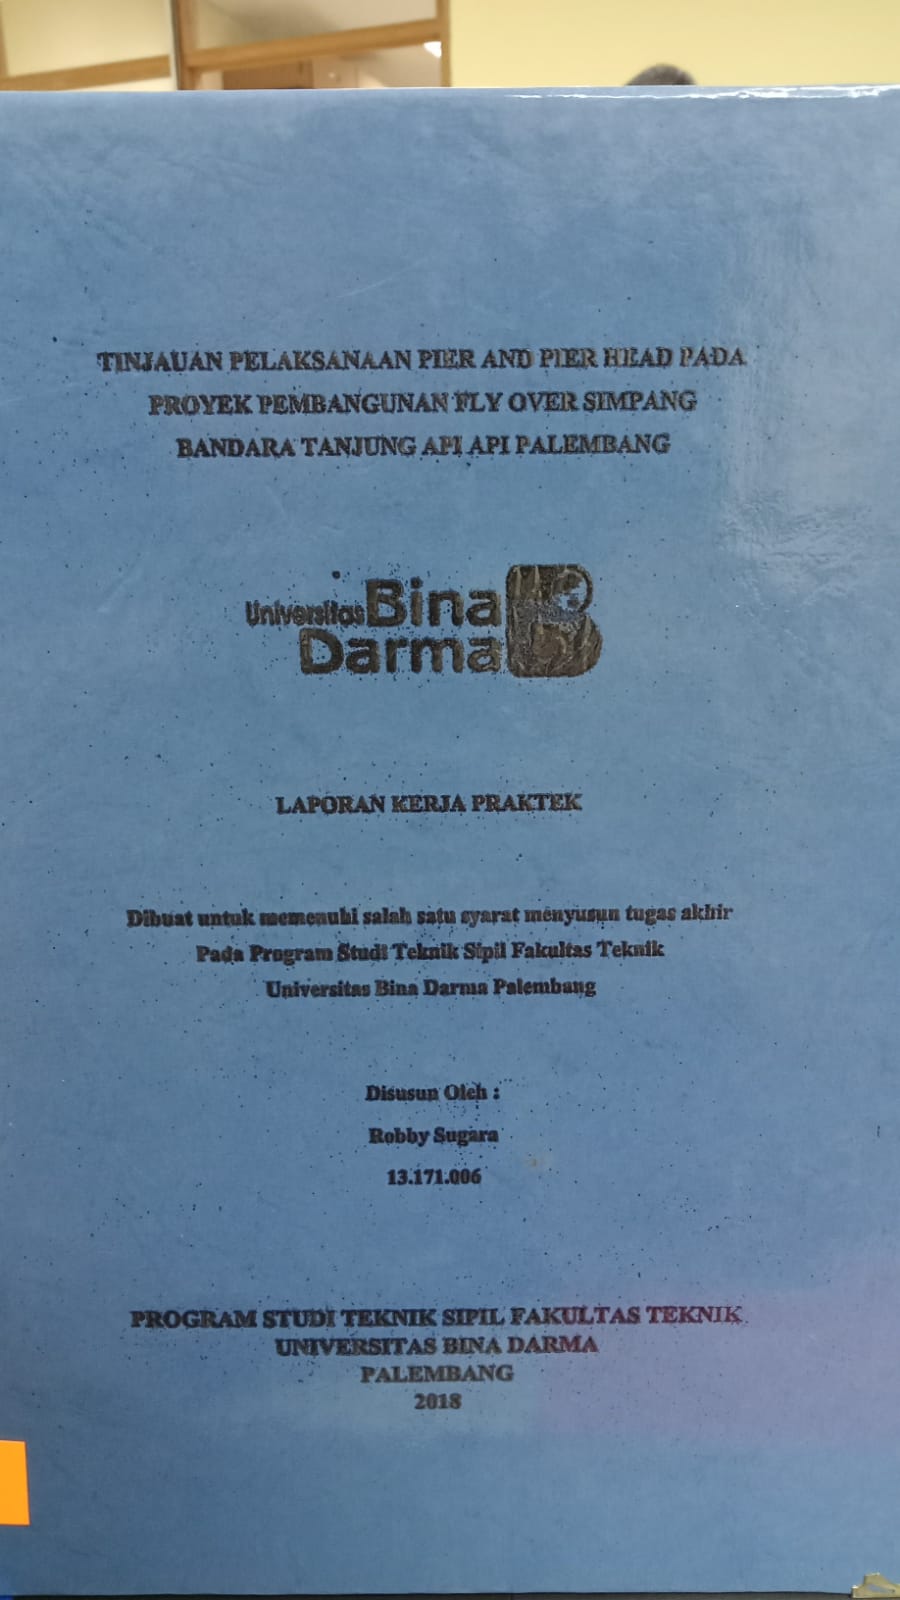 TINJAUAN PELAKSANAAN PIER AND PIER HEAD PADA
PROYEK PEMBANGUNAN FLY OVER SIMPANG
BANDARA TANJUNG API API PALEMBANG
Universitas Bina
Darma
LAPORAN KERJA PRAKTEK
Dibuat untuk memenuhi salah satu syarat menyusun tugas akhir
Pada Program Studi Teknik Sipil Fakultas Teknik
Universitas Bina Darma Palembang
Disusun Oleh :
Robby Sugara
13.171.006
PROGRAM STUDI TEKNIK SIPIL FAKULTAS TEKNIK
UNIVERSITAS BINA DARMA
PALEMBANG
2018